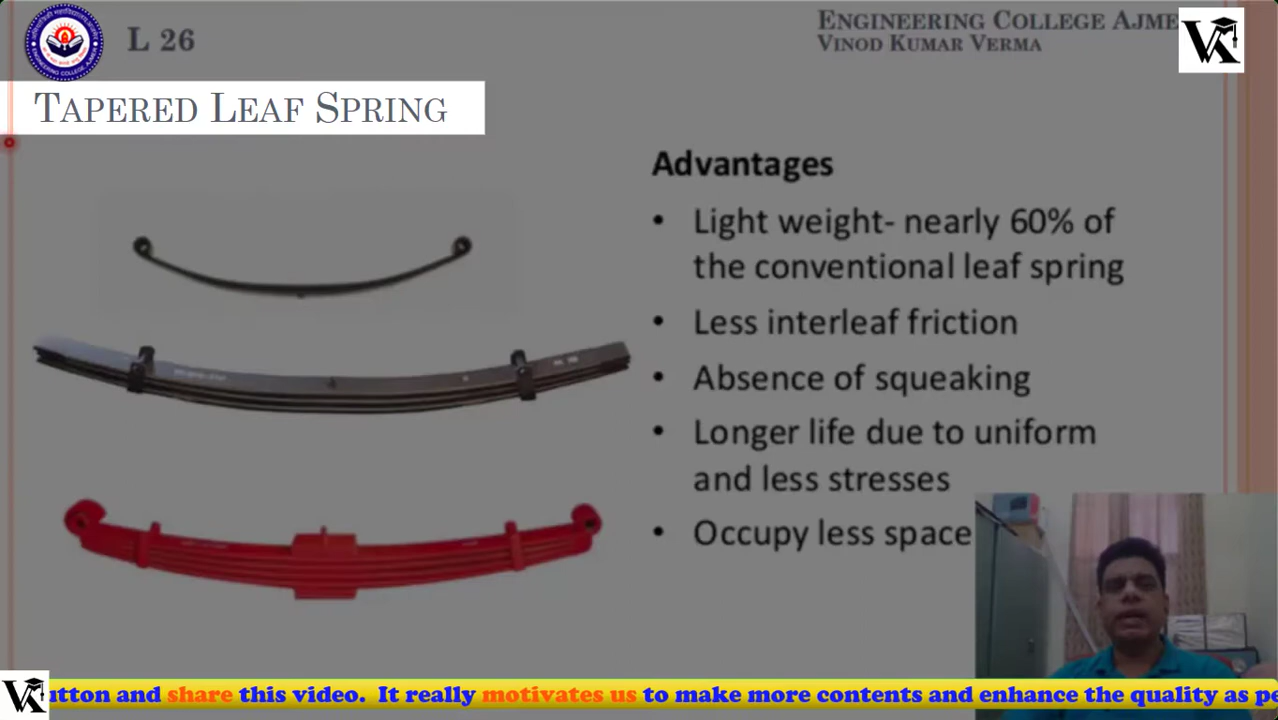 L 26
ENGINEERING COLLEGE AJME
VINOD KUMAR VERMA
TAPERED LEAF SPRING
Advantages
• Light weight- nearly 60% of
the conventional leaf spring
• Less interleaf friction
• Absence of squeaking
• Longer life due to uniform
and less stresses
• Occupy less space
utton and share this video. It really motivates us to make more contents and enhance the quality as pe